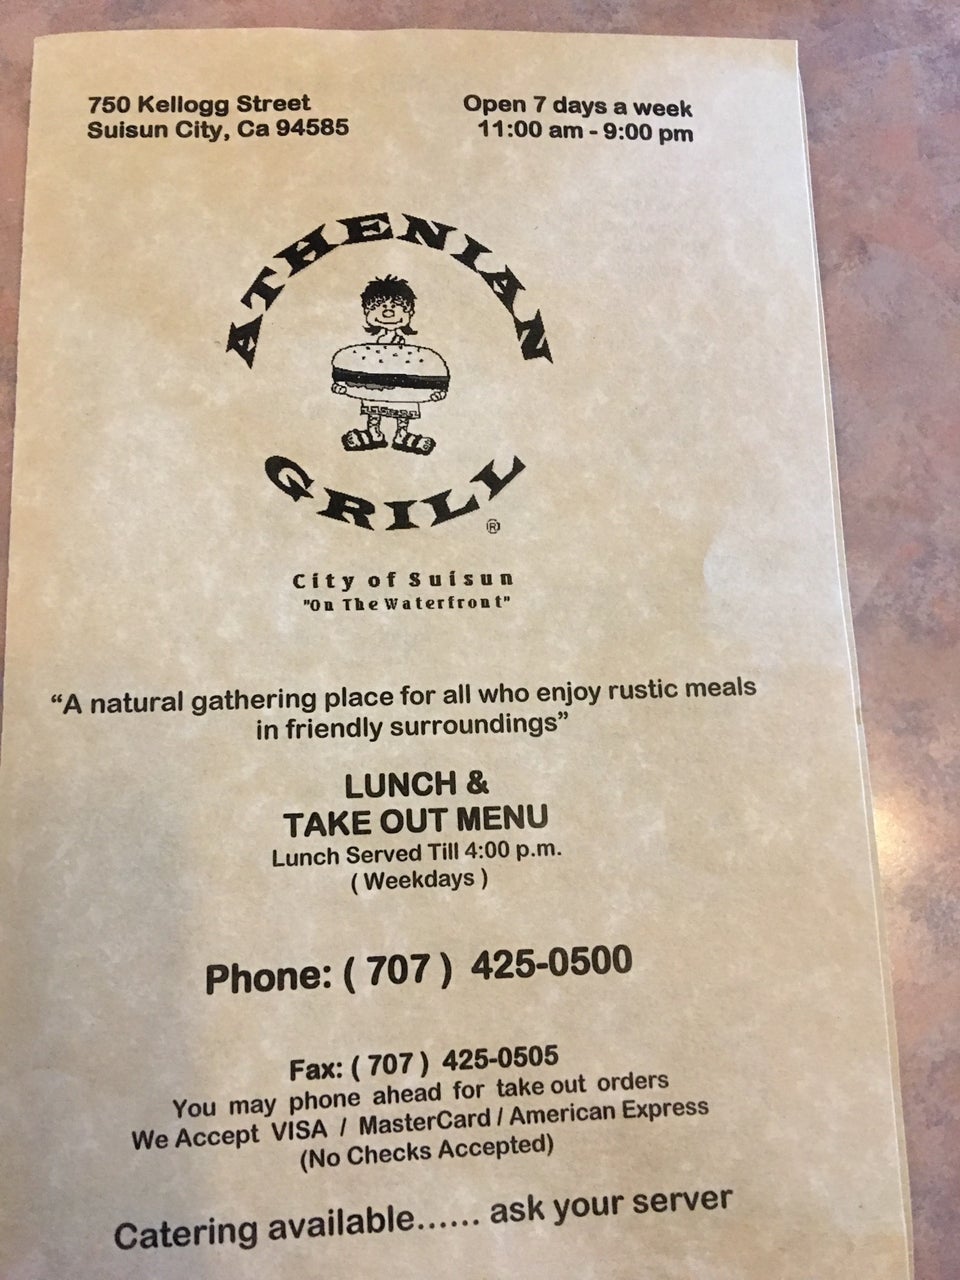 750 Kellogg Street
Suisun City, Ca 94585
Open 7 days a week
11:00 am - 9:00 pm
ATHENIAN
GRILL
®
City of Suisun
"On The Waterfront"
“A natural gathering place for all who enjoy rustic meals
in friendly surroundings”
LUNCH &
TAKE OUT MENU
Lunch Served Till 4:00 p.m.
( Weekdays )
Phone: ( 707 ) 425-0500
Fax: ( 707 ) 425-0505
You may phone ahead for take out orders
We Accept VISA / MasterCard / American Express
(No Checks Accepted)
Catering available...... ask your server